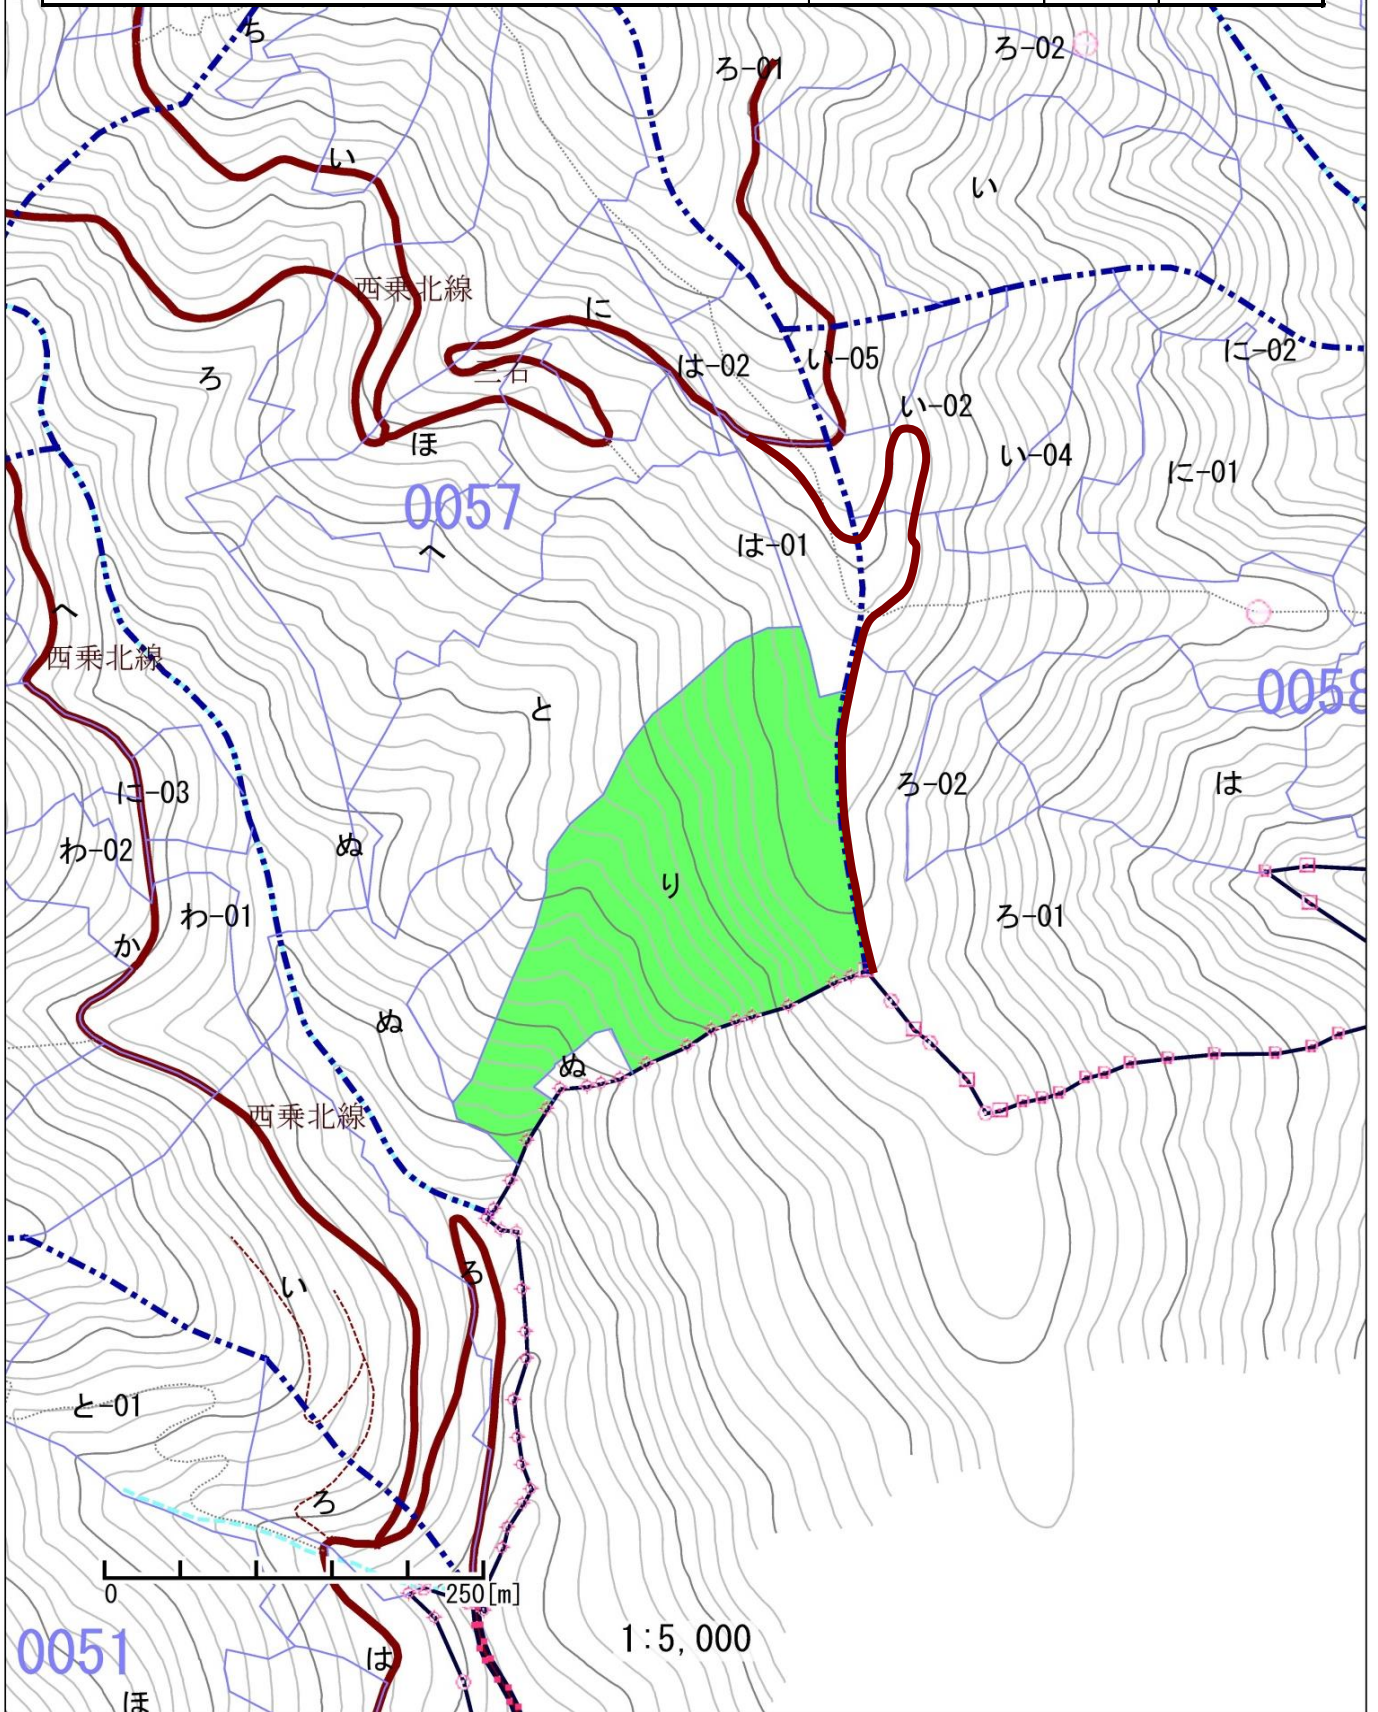 ち
ろ-02
ろ-01
い
い
西乗北線
に
に-02
い-05
は-02
三石
ろ
い-02
ほ
い-04
に-01
0057
は-01
へ
へ
西乗北線
0058
と
は
ろ-02
に-03
ぬ
わ-02
り
わ-01
ろ-01
か
ぬ
ぬ
西乗北線
ろ
い
と-01
ろ
0 250[m]
1:5,000
0051
は
ほ